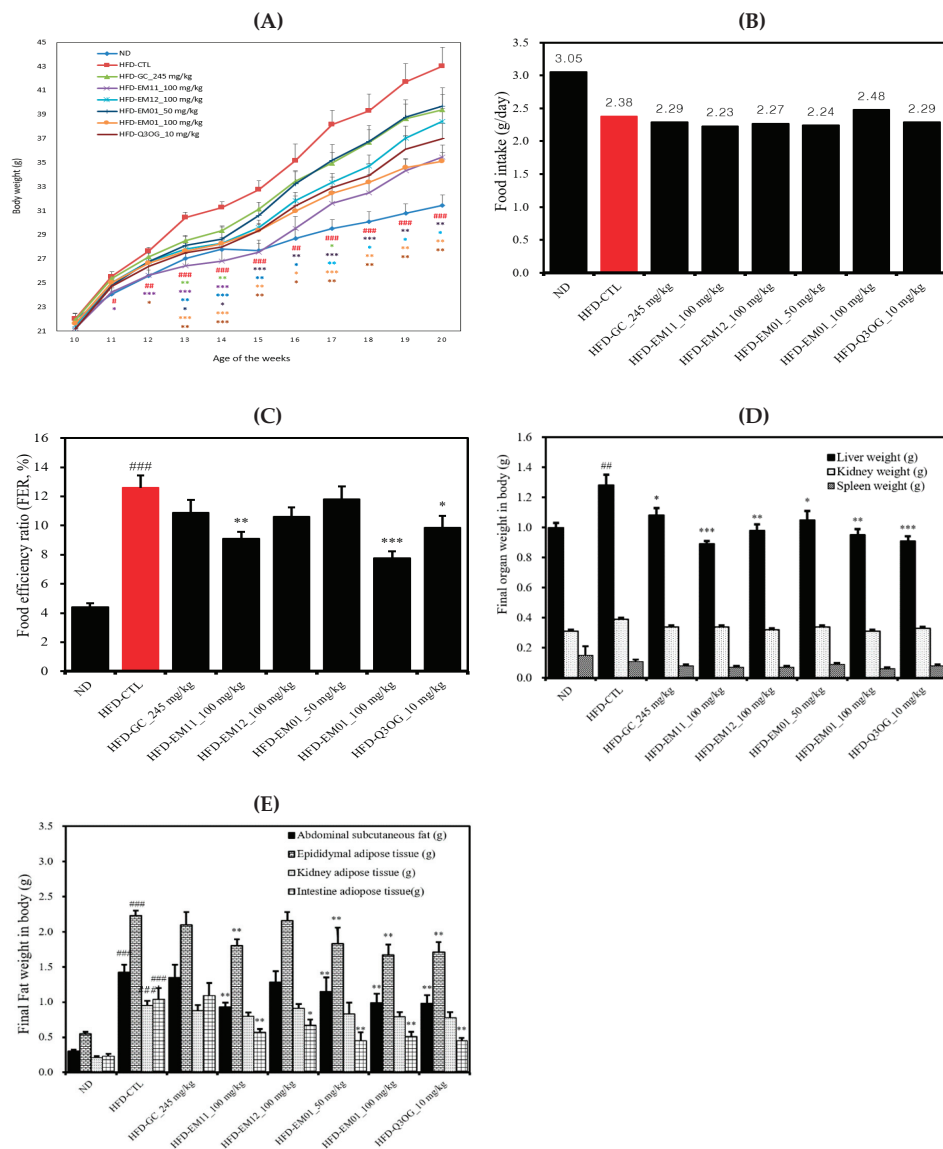 (A)
45
42
39
36
33
30
27
24
21
Body weight (g)
ND
HFD-CTL
HFD-GC_245 mg/kg
HFD-EM11_100 mg/kg
HFD-EM12_100 mg/kg
HFD-EM01_50 mg/kg
HFD-EM01_100 mg/kg
HFD-Q3OG_10 mg/kg
10 11 12 13 14 15 16 17 18 19 20
Age of the weeks
(B)
3.5
3.0
2.5
2.0
1.5
1.0
0.5
0.0
Food intake (g/day)
3.05 2.38 2.29 2.23 2.27 2.24 2.48 2.29
ND
HFD-CTL
HFD-GC_245 mg/kg
HFD-EM11_100 mg/kg
HFD-EM12_100 mg/kg
HFD-EM01_50 mg/kg
HFD-EM01_100 mg/kg
HFD-Q3OG_10 mg/kg
(C)
16
14
12
10
8
6
4
2
0
Food efficiency ratio (FER, %)
### ** *** *
ND
HFD-CTL
HFD-GC_245 mg/kg
HFD-EM11_100 mg/kg
HFD-EM12_100 mg/kg
HFD-EM01_50 mg/kg
HFD-EM01_100 mg/kg
HFD-Q3OG_10 mg/kg
(D)
1.6
1.4
1.2
1.0
0.8
0.6
0.4
0.2
0.0
Final organ weight in body (g)
Liver weight (g)
Kidney weight (g)
Spleen weight (g)
## * *** ** * ** ***
ND
HFD-CTL
HFD-GC_245 mg/kg
HFD-EM11_100 mg/kg
HFD-EM12_100 mg/kg
HFD-EM01_50 mg/kg
HFD-EM01_100 mg/kg
HFD-Q3OG_10 mg/kg
(E)
3.5
3.0
2.5
2.0
1.5
1.0
0.5
0.0
Final Fat weight in body (g)
Abdominal subcutaneous fat (g)
Epididymal adipose tissue (g)
Kidney adipose tissue (g)
Intestine adiopose tissue(g)
### ### ### ###
** ** ** * ** ** ** ** ** ** ** ** **
ND
HFD-CTL
HFD-GC_245 mg/kg
HFD-EM11_100 mg/kg
HFD-EM12_100 mg/kg
HFD-EM01_50 mg/kg
HFD-EM01_100 mg/kg
HFD-Q3OG_10 mg/kg